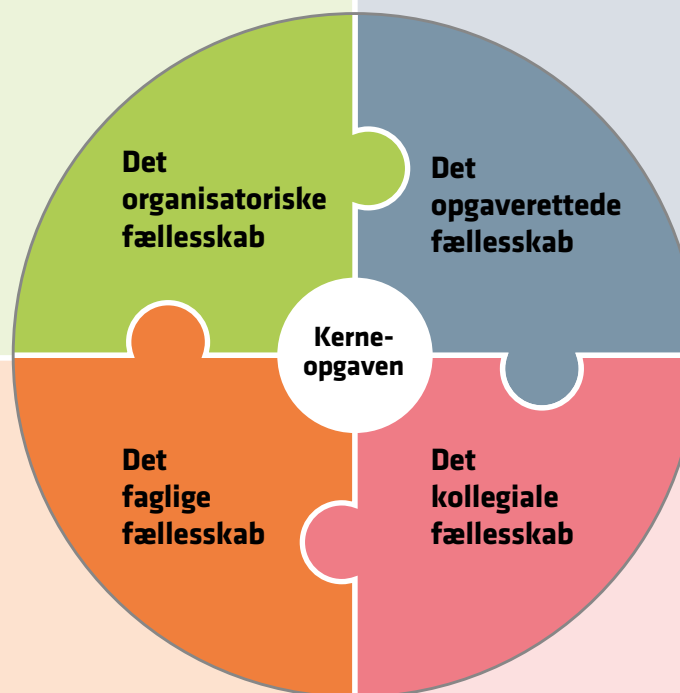 Det
organisatoriske
fællesskab
Det
opgaverettede
fællesskab
Kerne-
opgaven
Det
faglige
fællesskab
Det
kollegiale
fællesskab